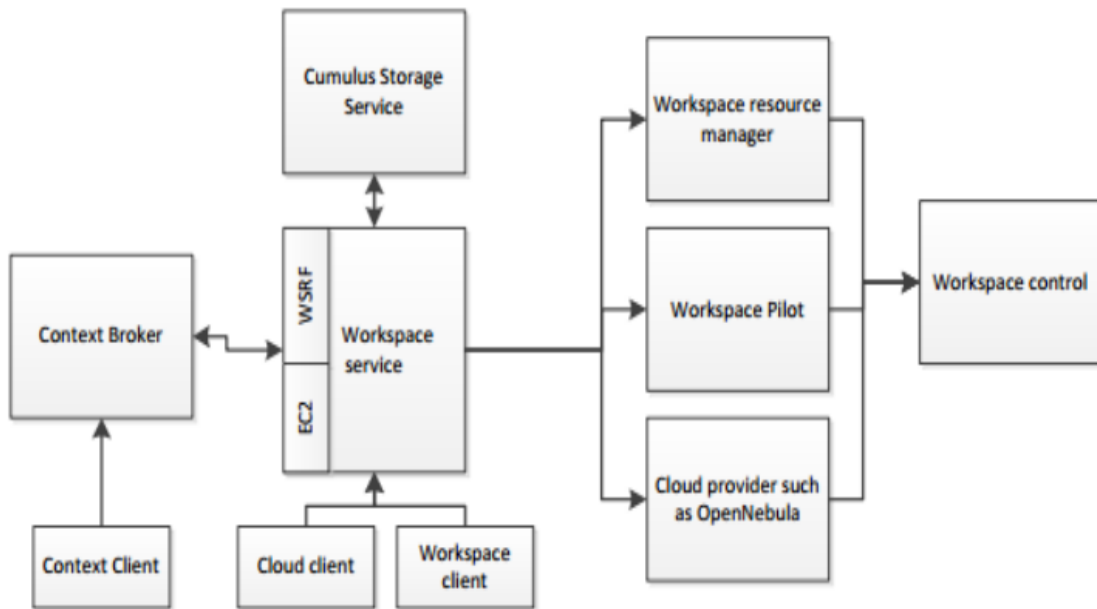 Cumulus Storage
Service
Workspace resource
manager
Context Broker
WSRF
EC2
Workspace
service
Workspace Pilot
Workspace control
Cloud provider such
as OpenNebula
Context Client
Cloud client
Workspace
client